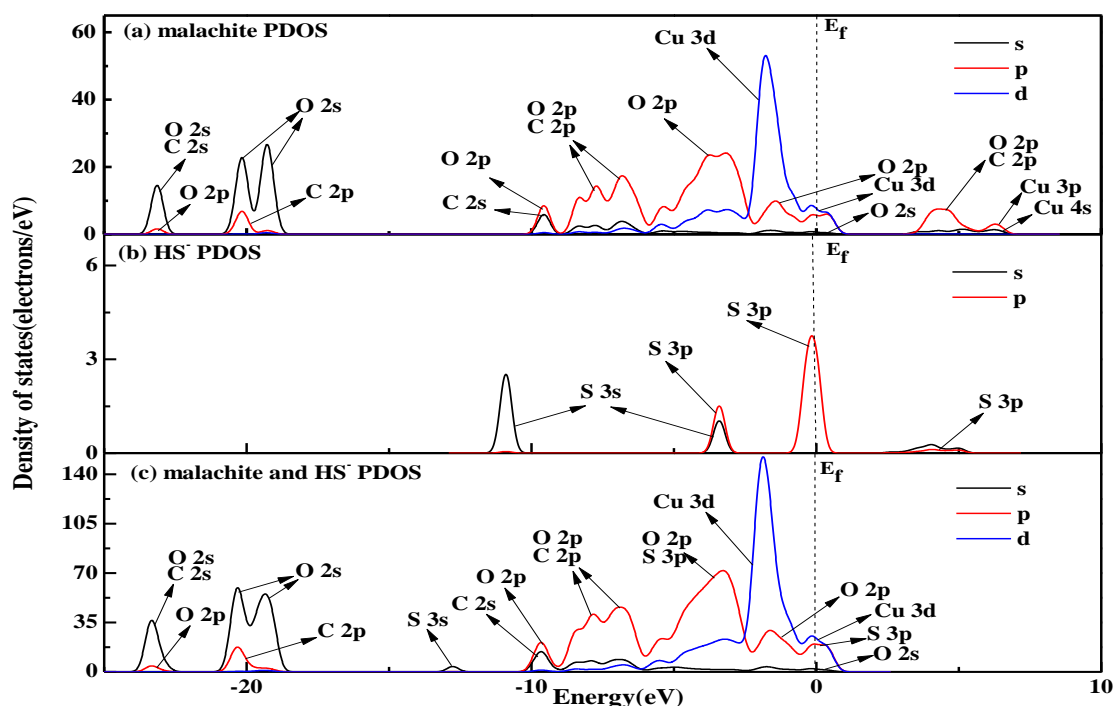 Density of states(electrons/eV)
(a) malachite PDOS
60
40
20
0
O 2s
C 2s
O 2p
O 2s
C 2p
O 2p
C 2s
O 2p
C 2p
O 2p
Cu 3d
E_f
s
p
d
O 2p
Cu 3d
O 2s
O 2p
C 2p
Cu 3p
Cu 4s
(b) HS⁻ PDOS
6
3
0
S 3s
S 3p
S 3p
E_f
s
p
S 3p
(c) malachite and HS⁻ PDOS
140
105
70
35
0
O 2s
C 2s
O 2p
O 2s
C 2p
S 3s
C 2s
O 2p
O 2p
C 2p
O 2p
S 3p
Cu 3d
E_f
s
p
d
O 2p
Cu 3d
S 3p
O 2s
-20
-10
0
10
Energy(eV)